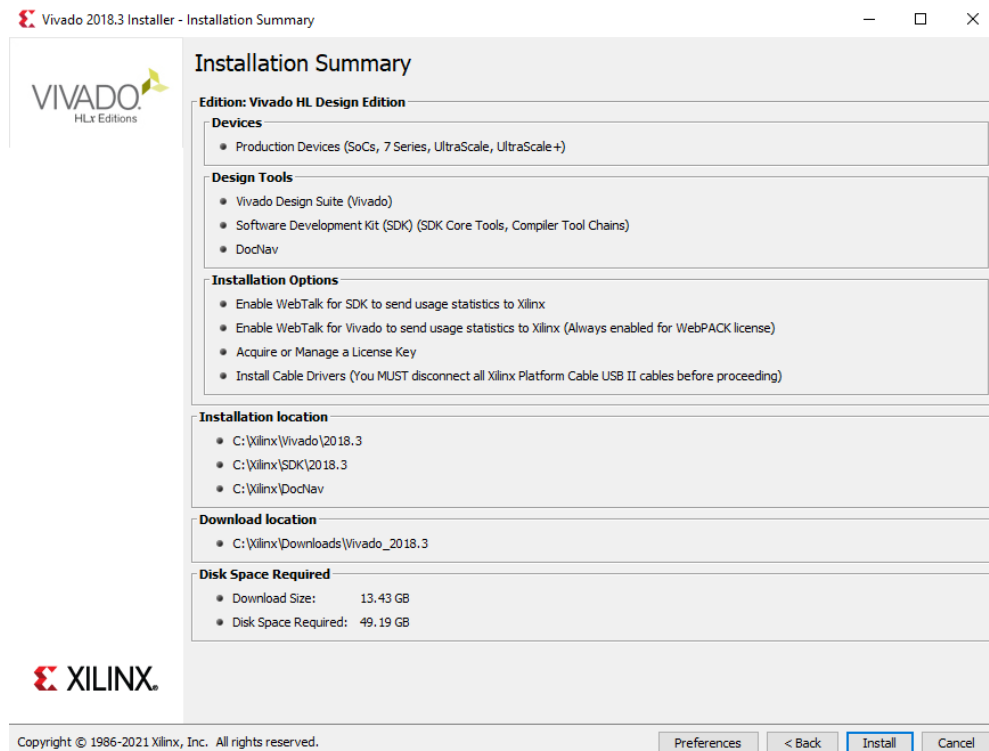 Vivado 2018.3 Installer - Installation Summary
VIVADO.
HLx Editions
Installation Summary
Edition: Vivado HL Design Edition
Devices
Production Devices (SoCs, 7 Series, UltraScale, UltraScale+)
Design Tools
Vivado Design Suite (Vivado)
Software Development Kit (SDK) (SDK Core Tools, Compiler Tool Chains)
DocNav
Installation Options
Enable WebTalk for SDK to send usage statistics to Xilinx
Enable WebTalk for Vivado to send usage statistics to Xilinx (Always enabled for WebPACK license)
Acquire or Manage a License Key
Install Cable Drivers (You MUST disconnect all Xilinx Platform Cable USB II cables before proceeding)
Installation location
C:\Xilinx\Vivado\2018.3
C:\Xilinx\SDK\2018.3
C:\Xilinx\DocNav
Download location
C:\Xilinx\Downloads\Vivado_2018.3
Disk Space Required
Download Size: 13.43 GB
Disk Space Required: 49.19 GB
XILINX®
Copyright © 1986-2021 Xilinx, Inc. All rights reserved.
Preferences < Back Install Cancel